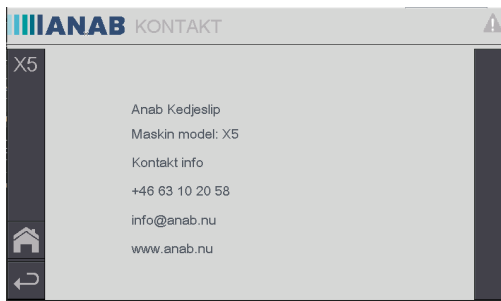 ANAB KONTAKT
X5
Anab Kedjeslip
Maskin model: X5
Kontakt info
+46 63 10 20 58
info@anab.nu
www.anab.nu